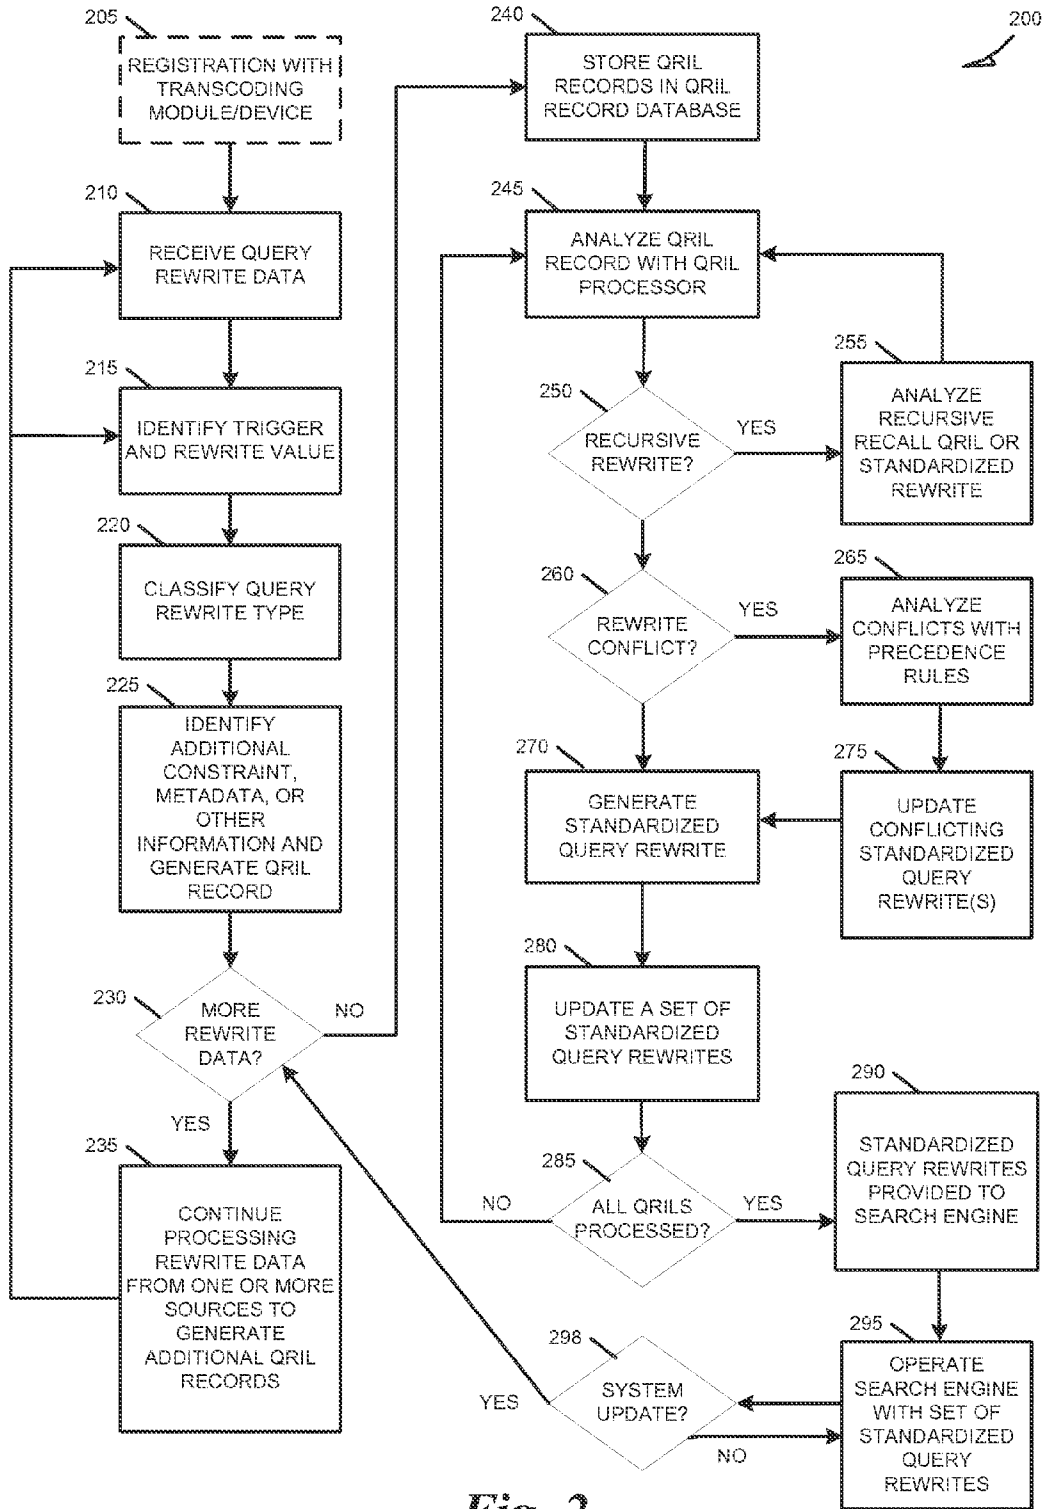 200
205
REGISTRATION WITH
TRANSCODING
MODULE/DEVICE
210
RECEIVE QUERY
REWRITE DATA
215
IDENTIFY TRIGGER
AND REWRITE VALUE
220
CLASSIFY QUERY
REWRITE TYPE
225
IDENTIFY
ADDITIONAL
CONSTRAINT,
METADATA, OR
OTHER
INFORMATION AND
GENERATE QRIL
RECORD
230
MORE
REWRITE
DATA?
NO
YES
235
CONTINUE
PROCESSING
REWRITE DATA
FROM ONE OR MORE
SOURCES TO
GENERATE
ADDITIONAL QRIL
RECORDS
240
STORE QRIL
RECORDS IN QRIL
RECORD DATABASE
245
ANALYZE QRIL
RECORD WITH QRIL
PROCESSOR
250
RECURSIVE
REWRITE?
YES
255
ANALYZE
RECURSIVE
RECALL QRIL OR
STANDARDIZED
REWRITE
260
REWRITE
CONFLICT?
YES
265
ANALYZE
CONFLICTS WITH
PRECEDENCE
RULES
270
GENERATE
STANDARDIZED
QUERY REWRITE
275
UPDATE
CONFLICTING
STANDARDIZED
QUERY
REWRITE(S)
280
UPDATE A SET OF
STANDARDIZED
QUERY REWRITES
285
ALL QRILS
PROCESSED?
NO
YES
290
STANDARDIZED
QUERY REWRITES
PROVIDED TO
SEARCH ENGINE
295
OPERATE
SEARCH ENGINE
WITH SET OF
STANDARDIZED
QUERY
REWRITES
298
SYSTEM
UPDATE?
YES
NO
Fig. 2